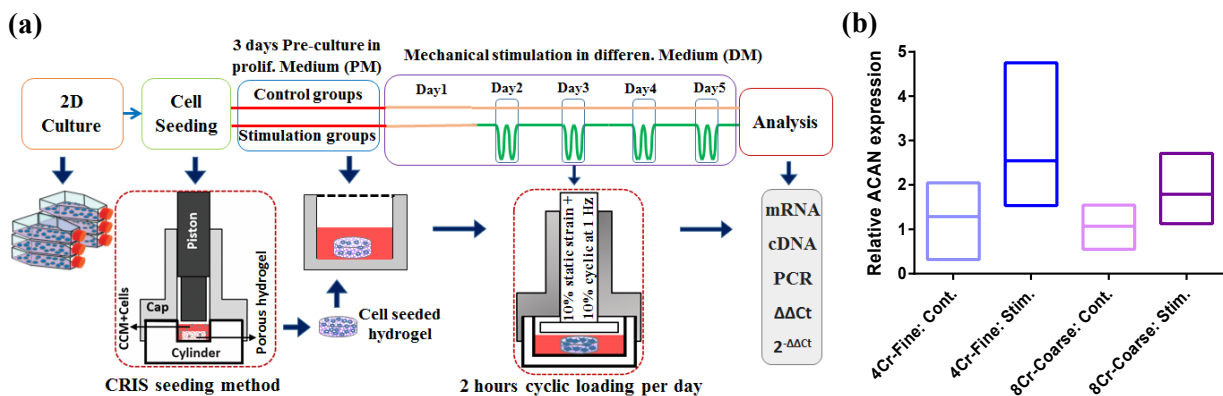 (a)
3 days Pre-culture in
prolif. Medium (PM)
Mechanical stimulation in differen. Medium (DM)
2D
Culture
Cell
Seeding
Control groups
Stimulation groups
Day1
Day2
Day3
Day4
Day5
Analysis
Piston
Cap
CCM+Cells
Porous hydrogel
Cylinder
CRIS seeding method
Cell seeded
hydrogel
10% static strain +
10% cyclic at 1 Hz
2 hours cyclic loading per day
mRNA
cDNA
PCR
ΔΔCt
2^-ΔΔCt
(b)
Relative ACAN expression
5
4
3
2
1
0
4Cr-Fine: Cont.
4Cr-Fine: Stim.
8Cr-Coarse: Cont.
8Cr-Coarse: Stim.